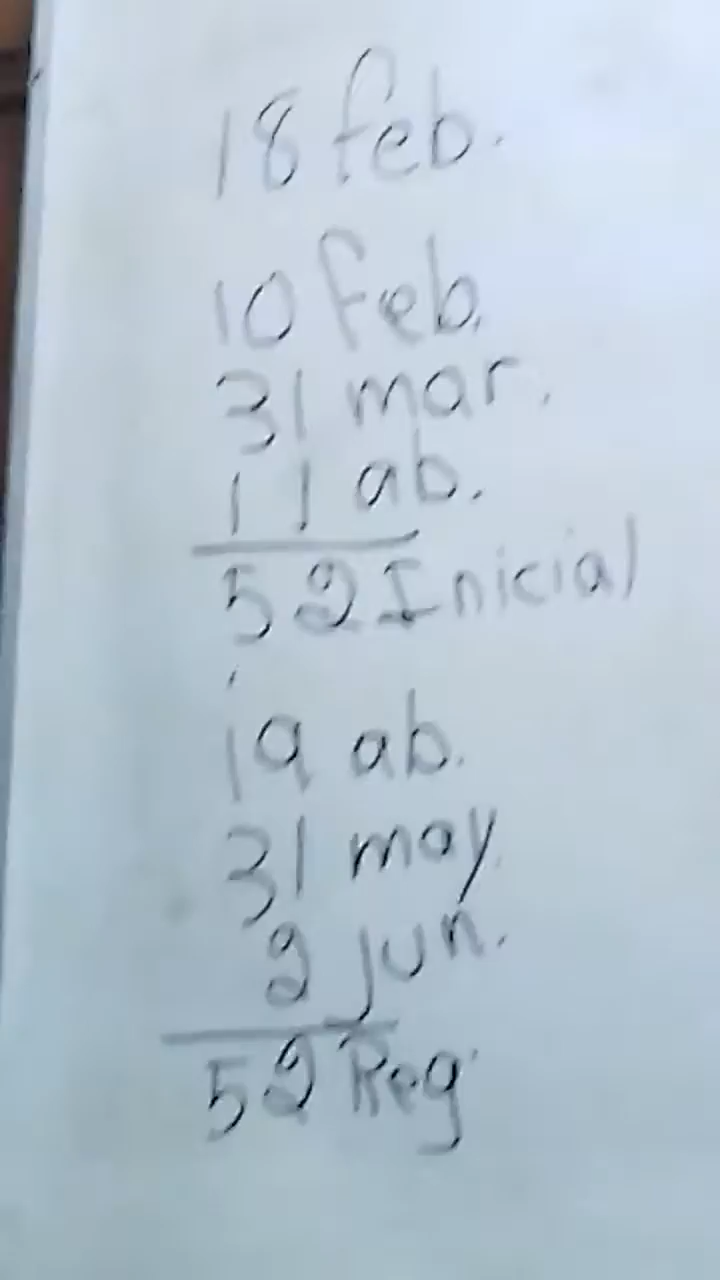 18 feb.
10 feb.
31 mar.
11 ab.
52 Inicial
19 ab.
31 may.
2 jun.
52 Reg